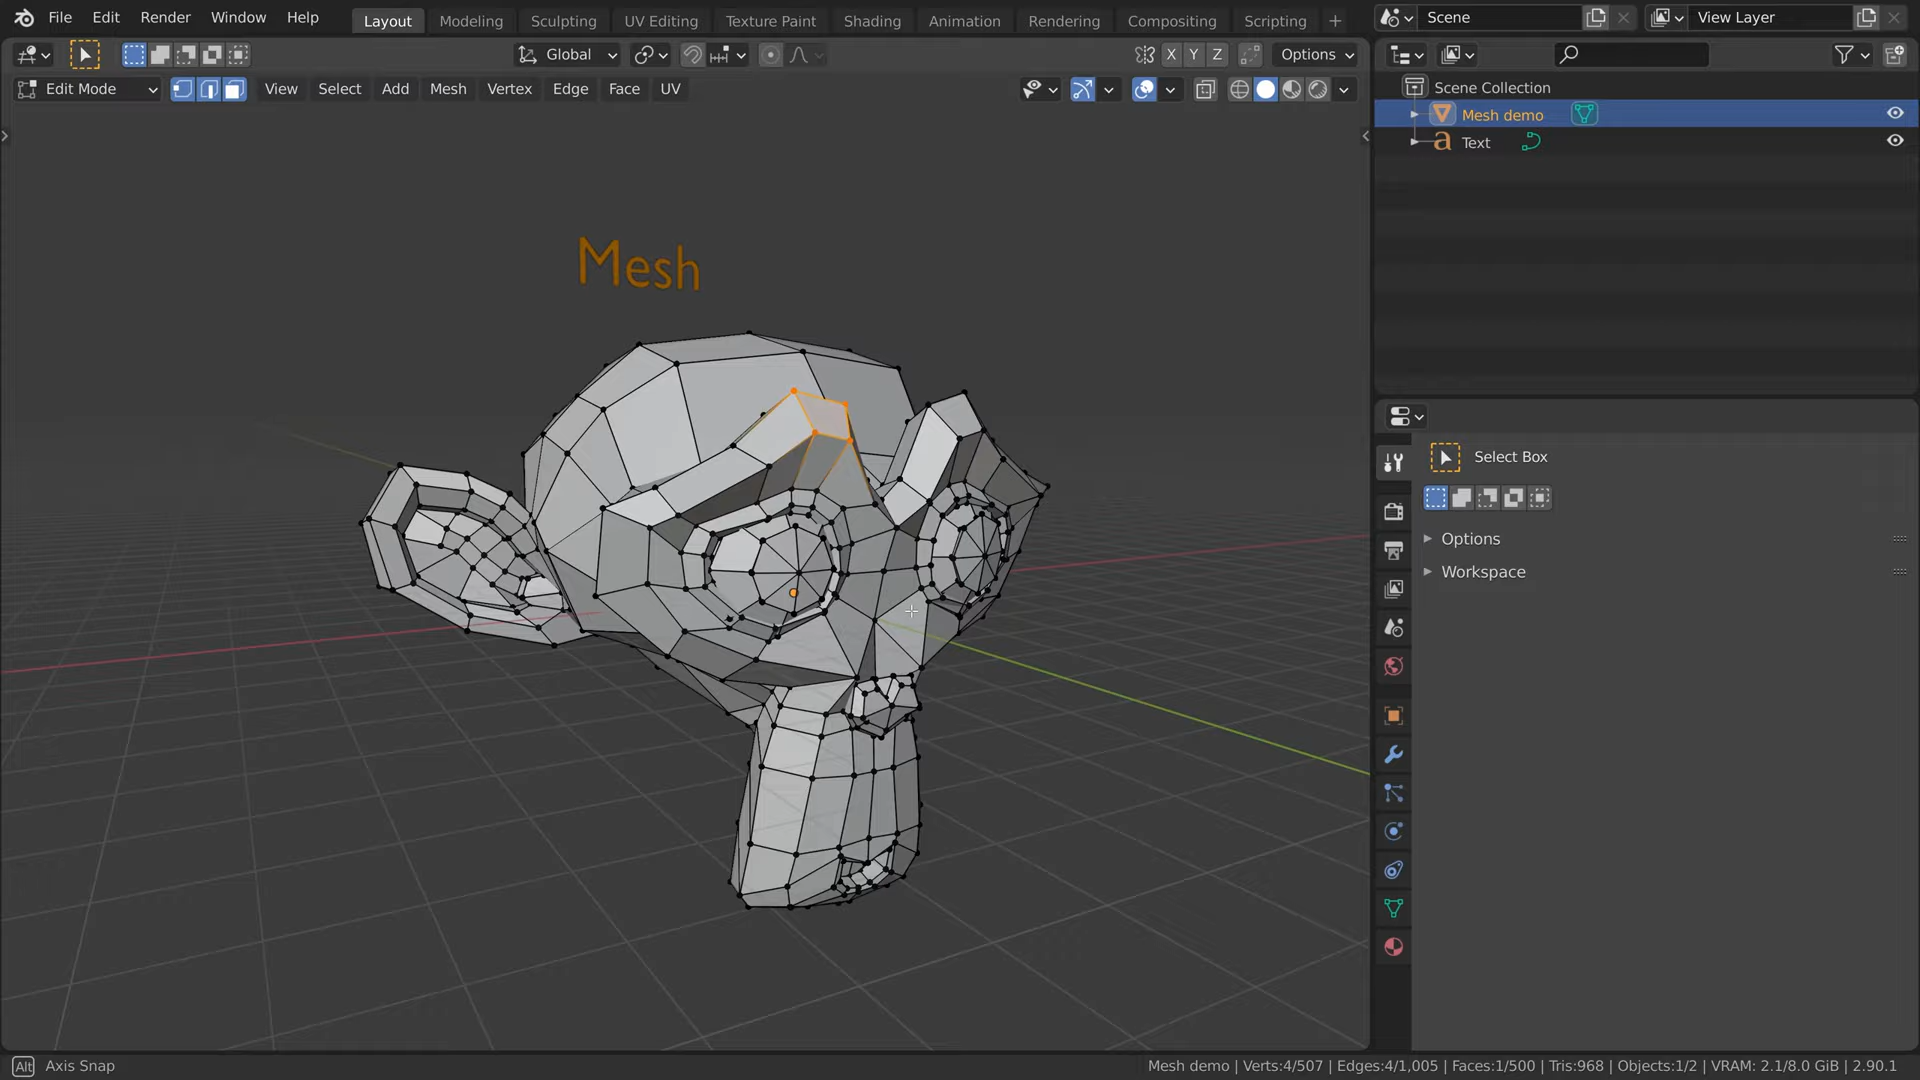 File Edit Render Window Help Layout Modeling Sculpting UV Editing Texture Paint Shading Animation Rendering Compositing Scripting + Scene View Layer
Global X Y Z Options
Edit Mode View Select Add Mesh Vertex Edge Face UV
Scene Collection
Mesh demo
Text
Mesh
Select Box
Options
Workspace
Alt Axis Snap Mesh demo | Verts:4/507 | Edges:4/1,005 | Faces:1/500 | Tris:968 | Objects:1/2 | VRAM: 2.1/8.0 GiB | 2.90.1